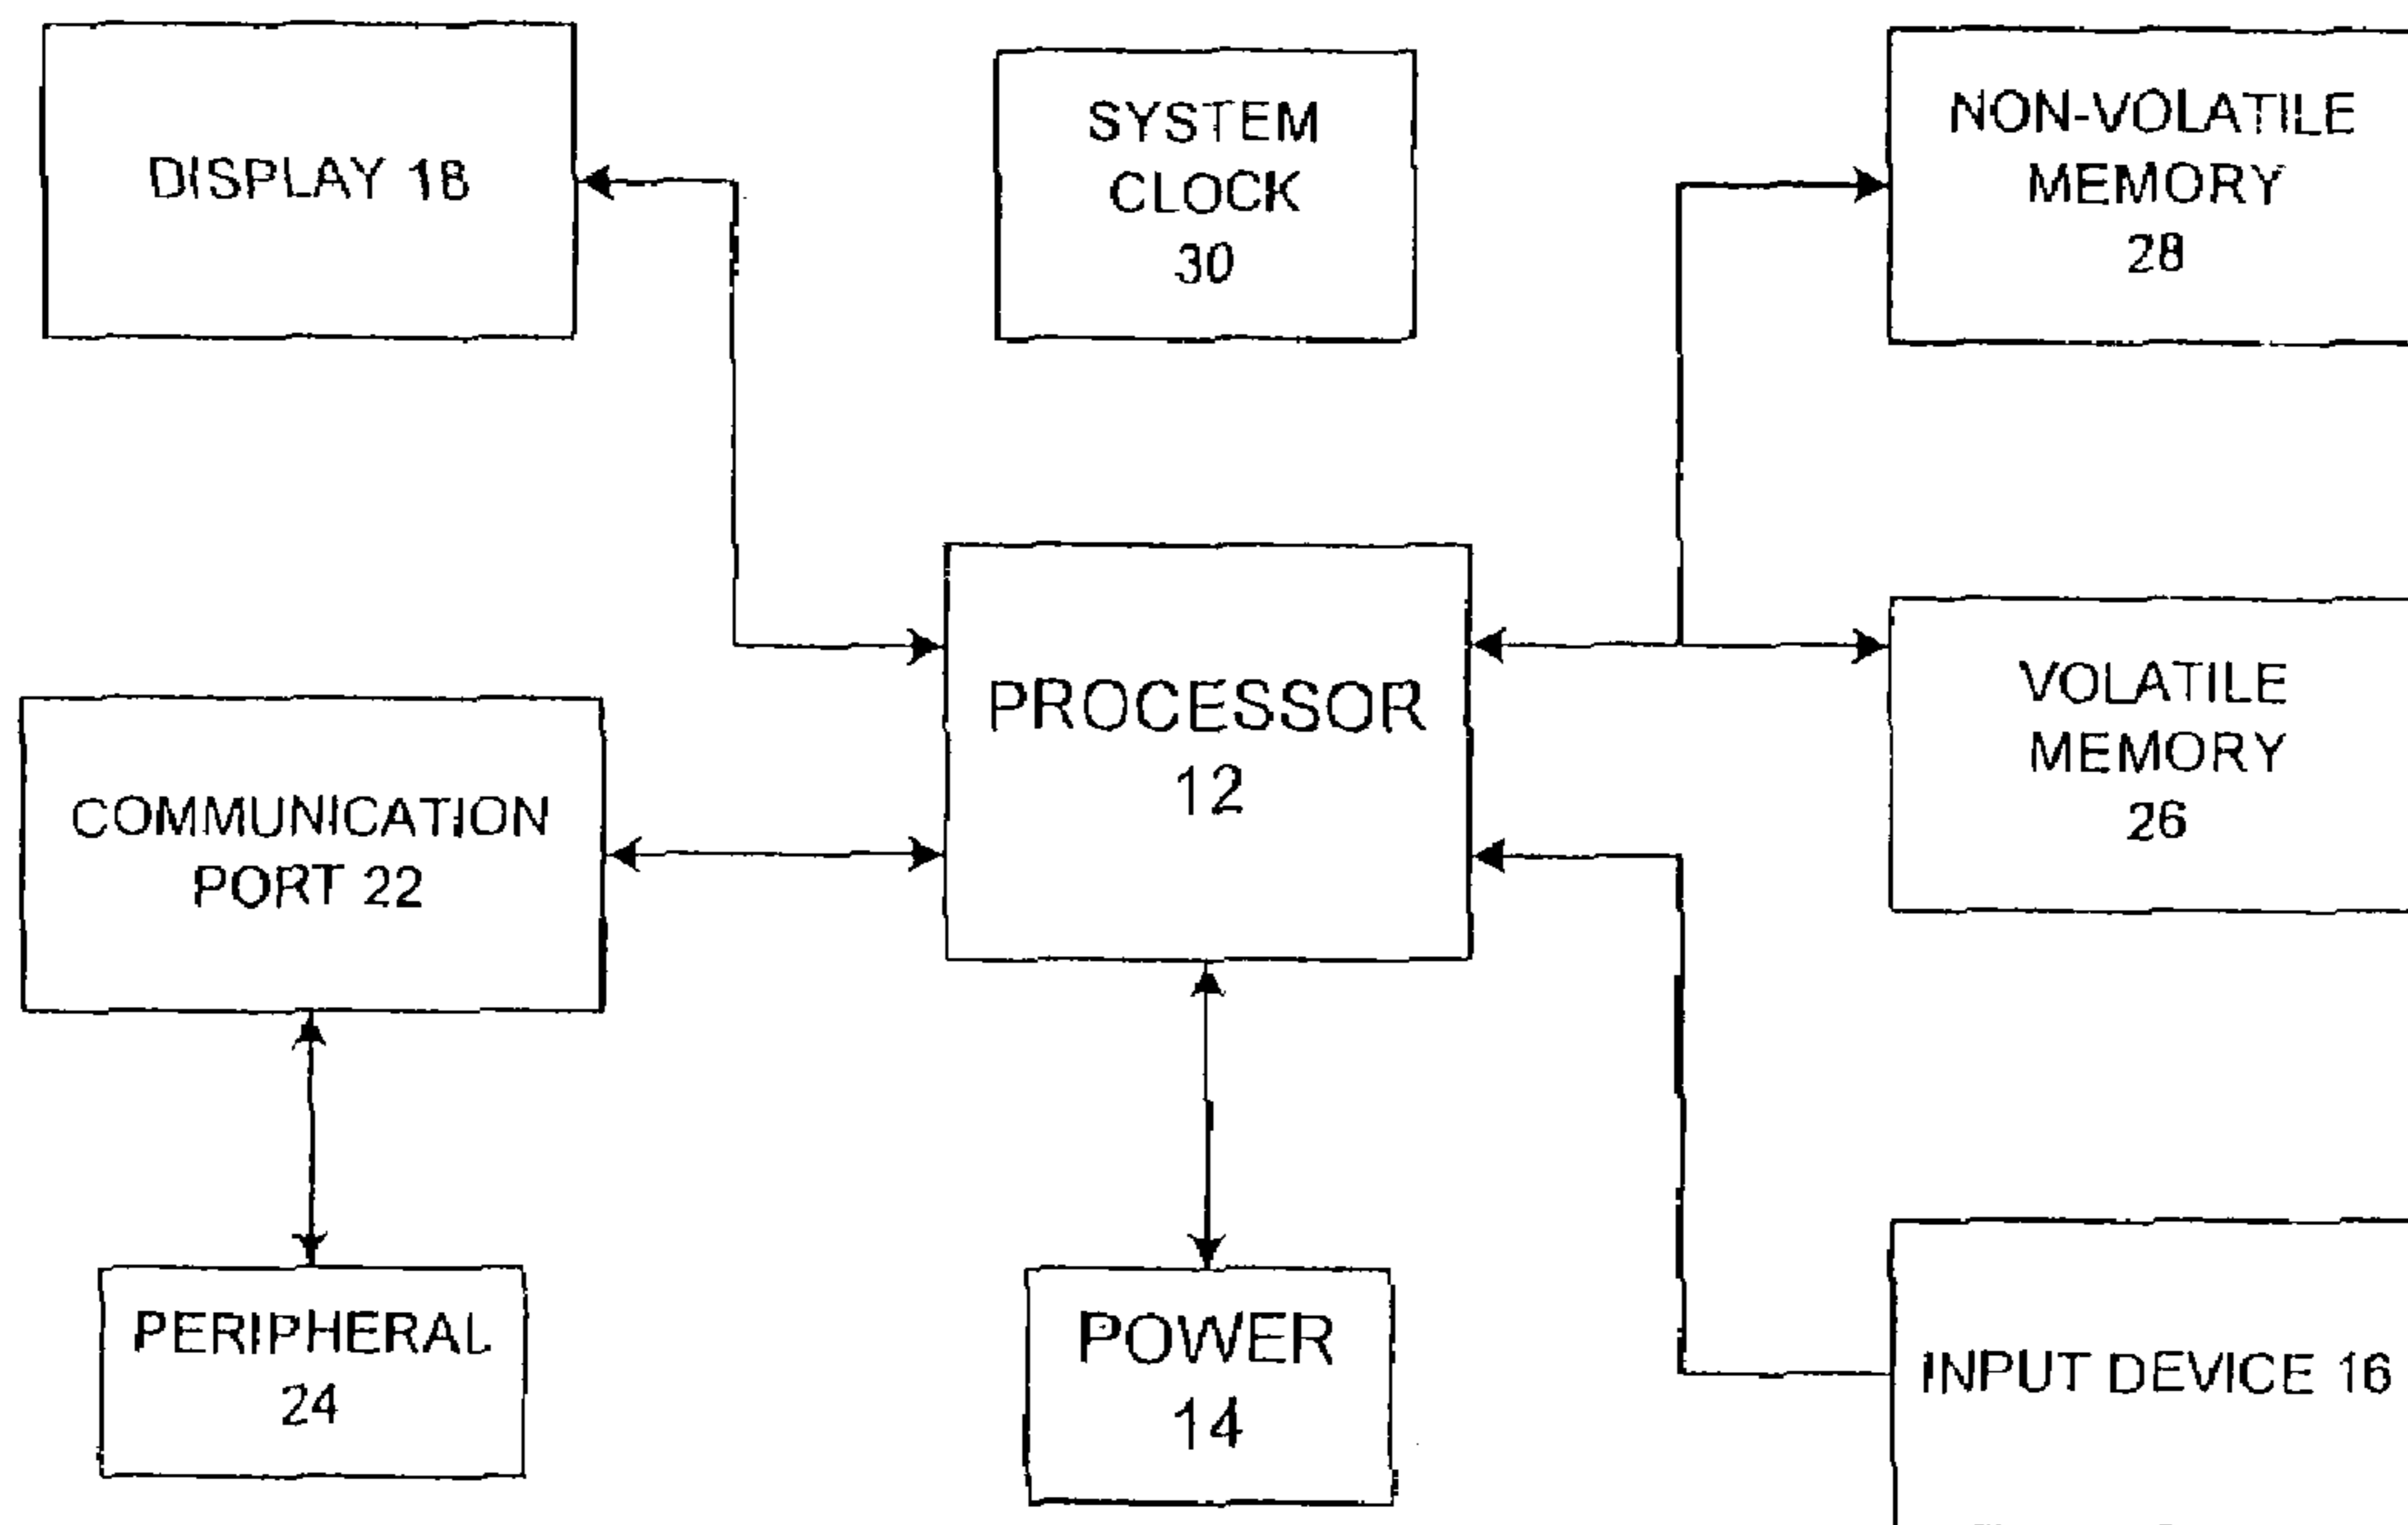 DISPLAY 18
SYSTEM
CLOCK
30
NON-VOLATILE
MEMORY
28
PROCESSOR
12
VOLATILE
MEMORY
26
COMMUNICATION
PORT 22
PERIPHERAL
24
POWER
14
INPUT DEVICE 16